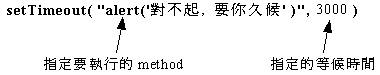 setTimeout( "alert('對不起, 要你久候' )", 3000 )
指定要執行的 method
指定的等候時間